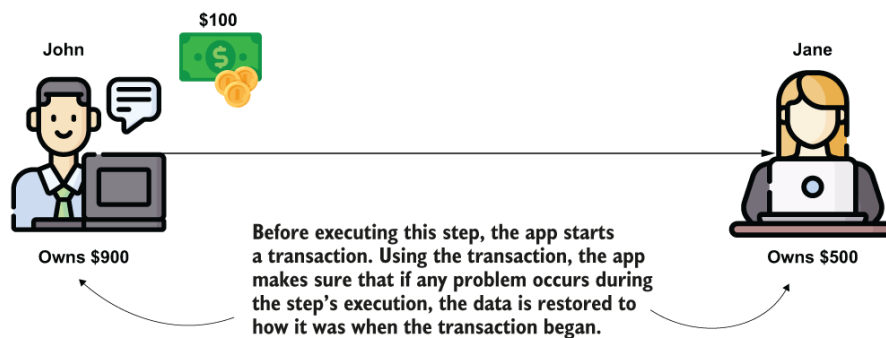 $100
John
Jane
Before executing this step, the app starts
a transaction. Using the transaction, the app
makes sure that if any problem occurs during
the step's execution, the data is restored to
how it was when the transaction began.
Owns $900
Owns $500